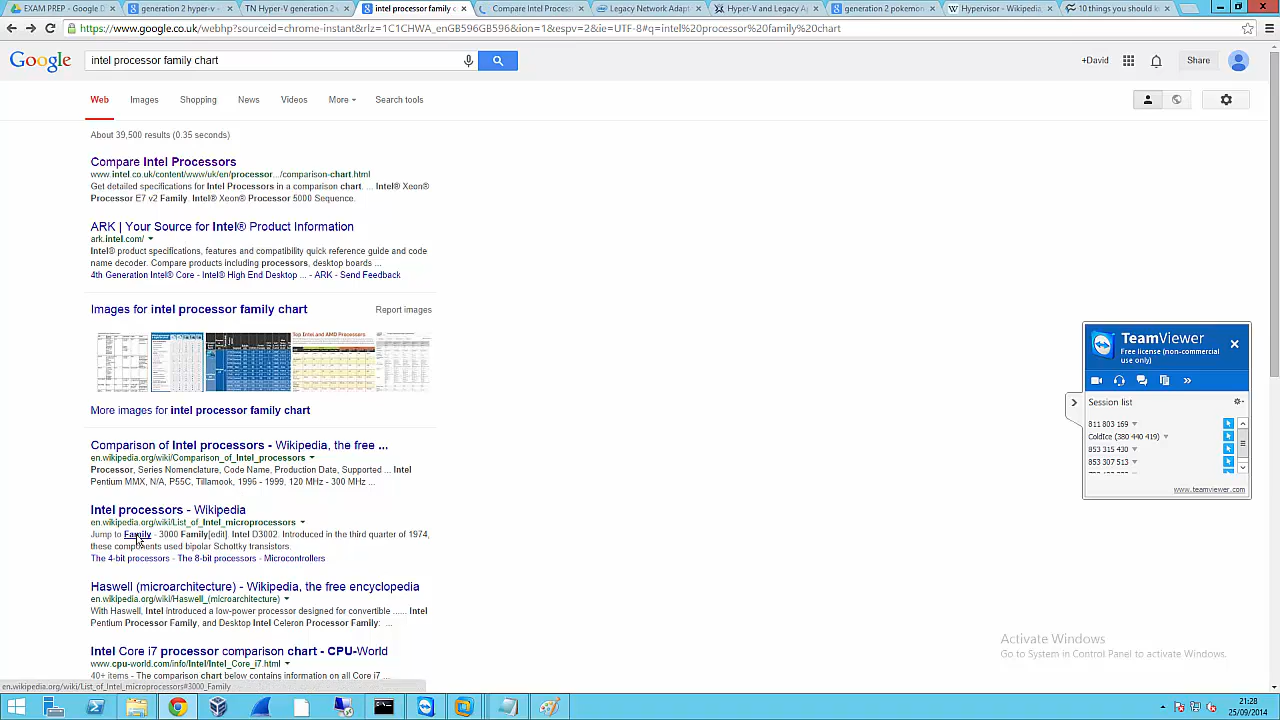 EXAM PREP - Google D
generation 2 hyper-v
TN Hyper-V generation 2
intel processor family c
Compare Intel Processo
Legacy Network Adapt
Hyper-V and Legacy A
generation 2 pokemon
Hypervisor - Wikipedia,
10 things you should k
https://www.google.co.uk/webhp?sourceid=chrome-instant&rlz=1C1CHWA_enGB596GB596&ion=1&espv=2&ie=UTF-8#q=intel%20processor%20family%20chart
Google
intel processor family chart
+David
Share
Web
Images
Shopping
News
Videos
More
Search tools
About 39,500 results (0.35 seconds)
Compare Intel Processors
www.intel.co.uk/content/www/uk/en/processor.../comparison-chart.html
Get detailed specifications for Intel Processors in a comparison chart. ... Intel® Xeon®
Processor E7 v2 Family. Intel® Xeon® Processor 5000 Sequence.
ARK | Your Source for Intel® Product Information
ark.intel.com/
Intel® product specifications, features and compatibility quick reference guide and code
name decoder. Compare products including processors, desktop boards ...
4th Generation Intel® Core - Intel® High End Desktop ... - ARK - Send Feedback
Images for intel processor family chart
Report images
Top Intel and AMD Processors
More images for intel processor family chart
Comparison of Intel processors - Wikipedia, the free ...
en.wikipedia.org/wiki/Comparison_of_Intel_processors
Processor, Series Nomenclature, Code Name, Production Date, Supported ... Intel
Pentium MMX, N/A, P55C, Tillamook, 1996 - 1999, 120 MHz - 300 MHz ...
Intel processors - Wikipedia
en.wikipedia.org/wiki/List_of_Intel_microprocessors
Jump to Family - 3000 Family[edit]. Intel D3002. Introduced in the third quarter of 1974,
these components used bipolar Schottky transistors.
The 4-bit processors - The 8-bit processors - Microcontrollers
Haswell (microarchitecture) - Wikipedia, the free encyclopedia
en.wikipedia.org/wiki/Haswell_(microarchitecture)
With Haswell, Intel introduced a low-power processor designed for convertible ...... Intel
Pentium Processor Family, and Desktop Intel Celeron Processor Family: ...
Intel Core i7 processor comparison chart - CPU-World
www.cpu-world.com/info/Intel/Intel_Core_i7.html
40+ items - The comparison chart below contains information on all Core i7 ...
en.wikipedia.org/wiki/List_of_Intel_microprocessors#3000_Family
TeamViewer
Free license (non-commercial
use only)
Session list
811 803 169
ColdIce (380 440 419)
853 315 430
853 307 513
www.teamviewer.com
Activate Windows
Go to System in Control Panel to activate Windows.
21:28
25/09/2014